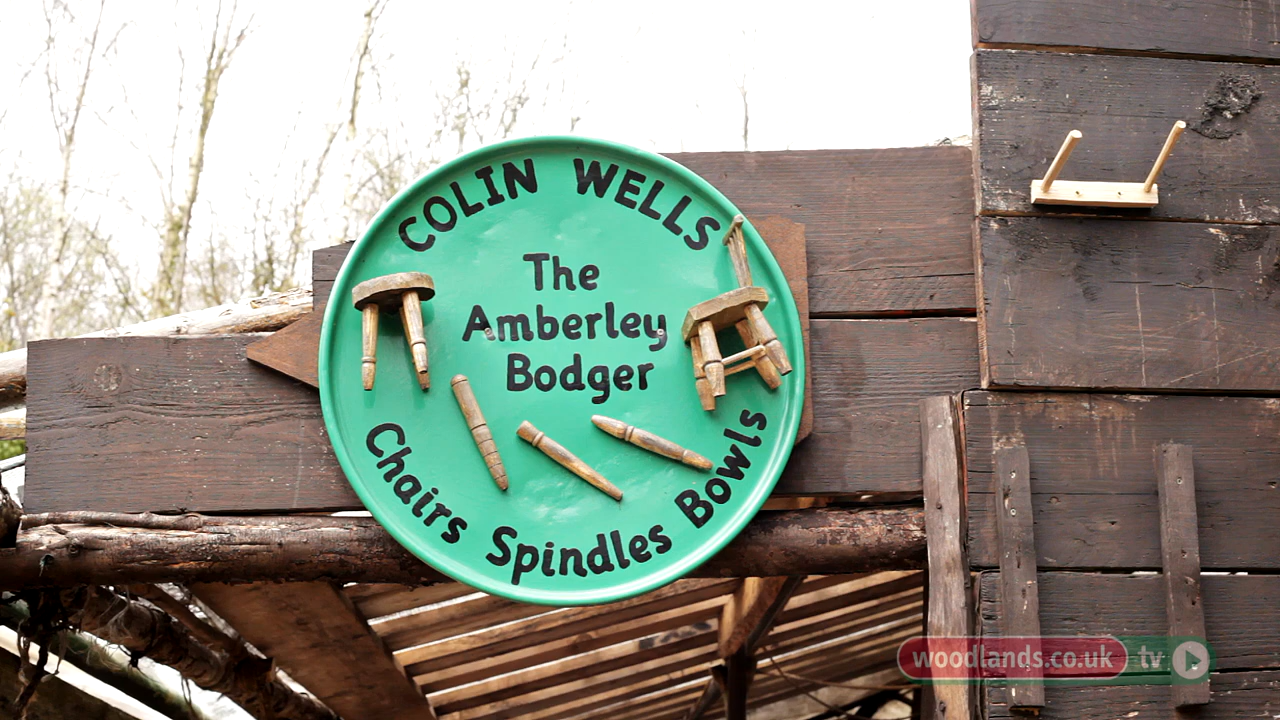 COLIN WELLS
The
Amberley
Bodger
Chairs Spindles Bowls
woodlands.co.uk tv